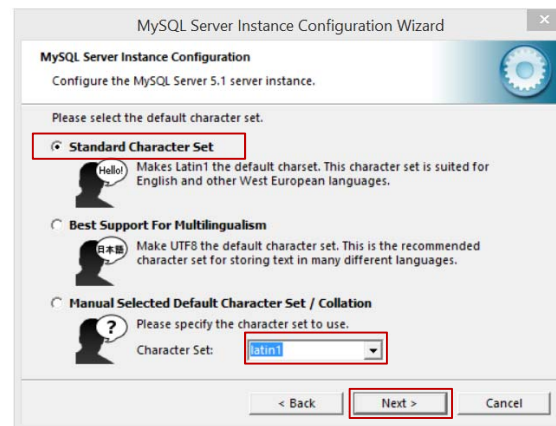 MySQL Server Instance Configuration Wizard
MySQL Server Instance Configuration
Configure the MySQL Server 5.1 server instance.
Please select the default character set.
Standard Character Set
Hello!
Makes Latin1 the default charset. This character set is suited for
English and other West European languages.
Best Support For Multilingualism
日本語
Make UTF8 the default character set. This is the recommended
character set for storing text in many different languages.
Manual Selected Default Character Set / Collation
?
Please specify the character set to use.
Character Set: latin1
< Back Next > Cancel